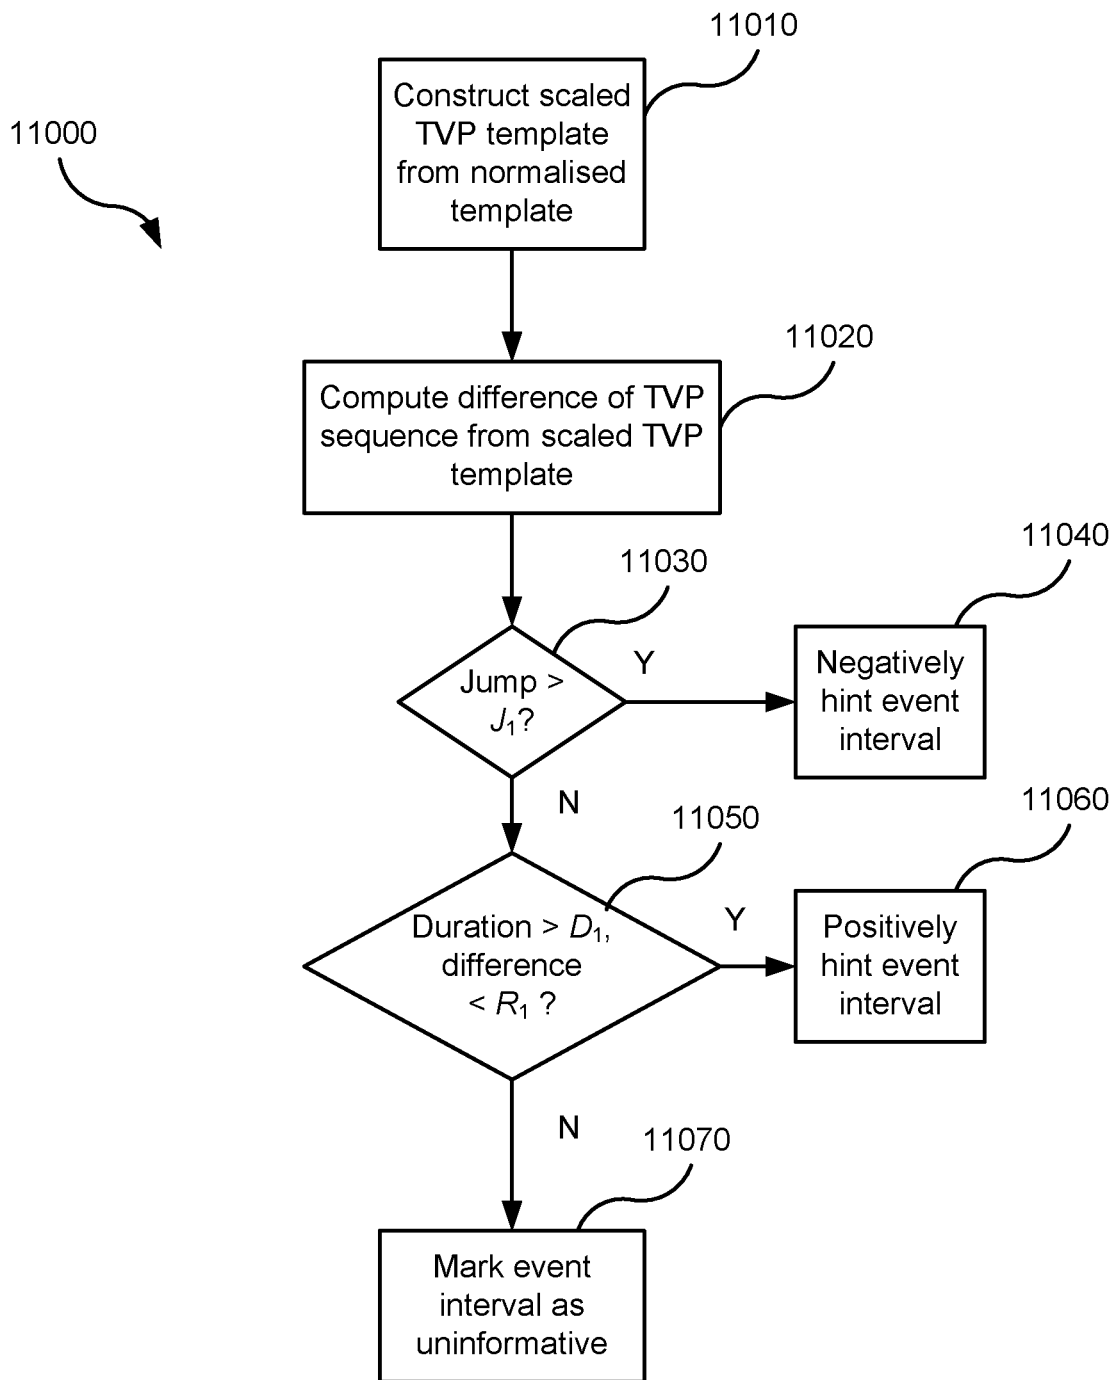 11010
Construct scaled
TVP template
from normalised
template
11000
11020
Compute difference of TVP
sequence from scaled TVP
template
11030
11040
Jump >
J₁?
Y
Negatively
hint event
interval
N
11050
11060
Duration > D₁,
difference
< R₁ ?
Y
Positively
hint event
interval
N
11070
Mark event
interval as
uninformative